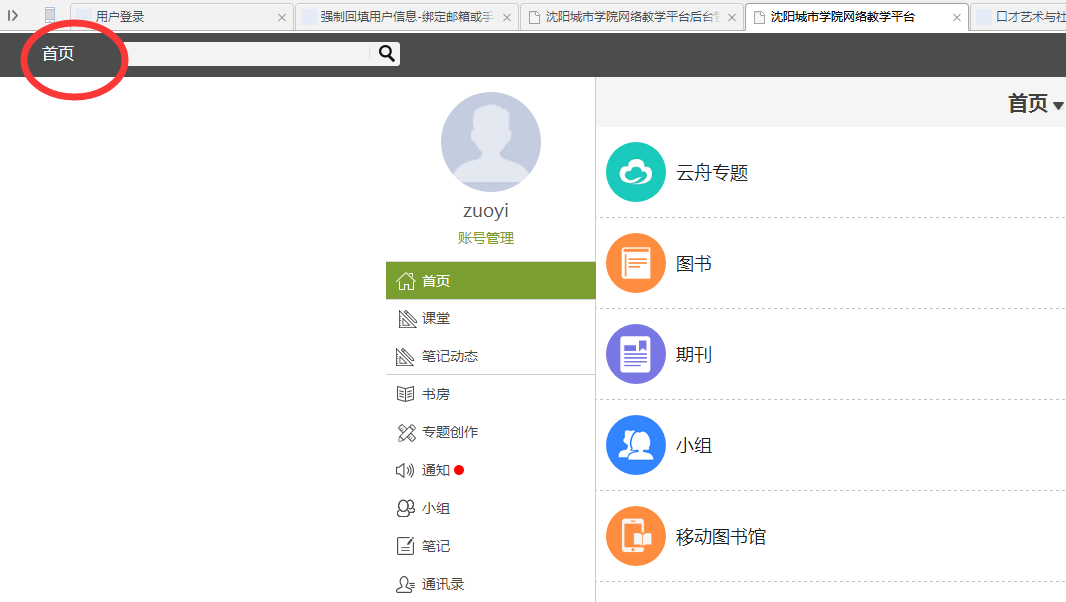 用户登录
强制回填用户信息-绑定邮箱或手
沈阳城市学院网络教学平台后台管
沈阳城市学院网络教学平台
口才艺术与社
首页
zuoyi
账号管理
首页
课堂
笔记动态
书房
专题创作
通知
小组
笔记
通讯录
首页
云舟专题
图书
期刊
小组
移动图书馆